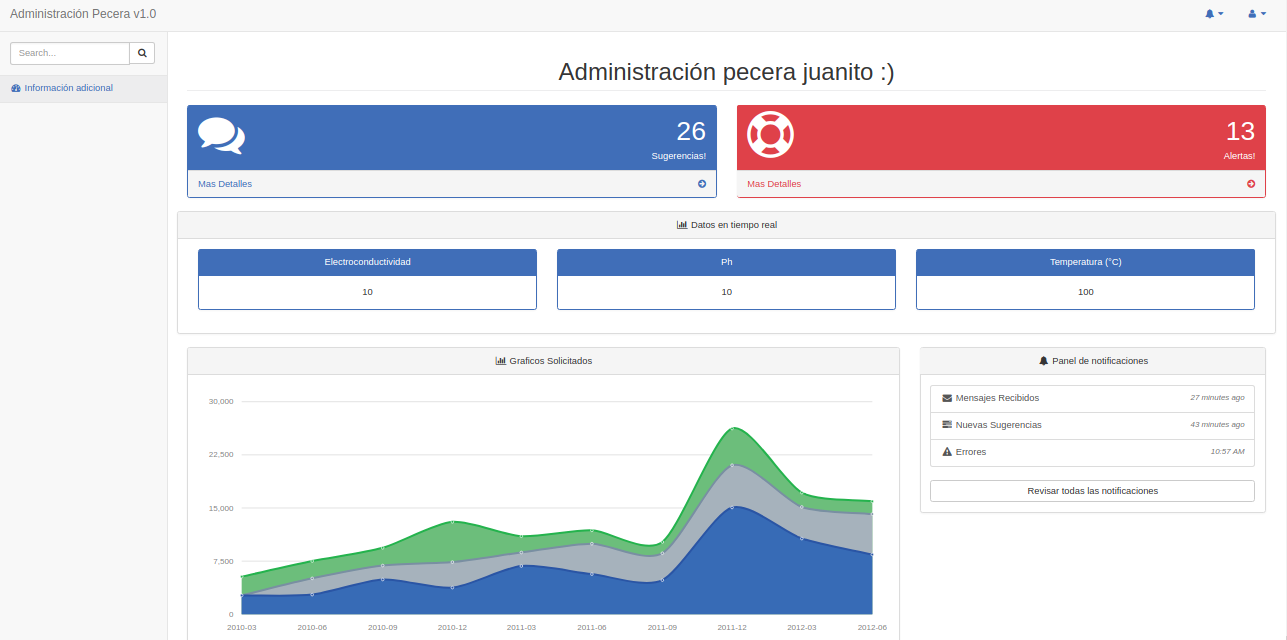 Administración Pecera v1.0
Search...
Información adicional
Administración pecera juanito :)
26
Sugerencias!
Mas Detalles
13
Alertas!
Mas Detalles
Datos en tiempo real
Electroconductividad
10
Ph
10
Temperatura (°C)
100
Graficos Solicitados
30,000
22,500
15,000
7,500
0
2010-03 2010-06 2010-09 2010-12 2011-03 2011-06 2011-09 2011-12 2012-03 2012-06
Panel de notificaciones
Mensajes Recibidos 27 minutes ago
Nuevas Sugerencias 43 minutes ago
Errores 10:57 AM
Revisar todas las notificaciones